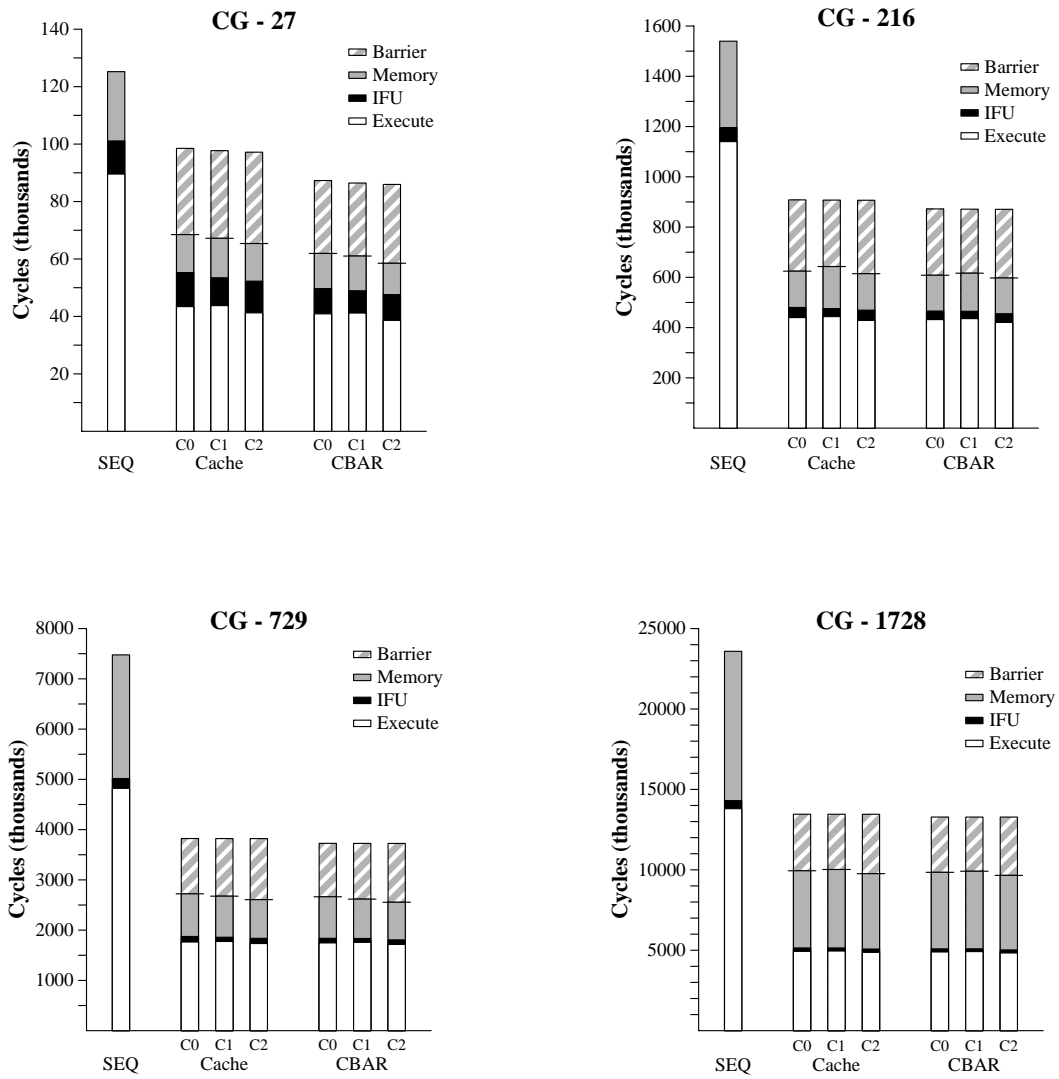 CG - 27
140
120
100
80
60
40
20
Cycles (thousands)
Barrier
Memory
IFU
Execute
C0 C1 C2 C0 C1 C2
SEQ Cache CBAR
CG - 216
1600
1400
1200
1000
800
600
400
200
Cycles (thousands)
Barrier
Memory
IFU
Execute
C0 C1 C2 C0 C1 C2
SEQ Cache CBAR
CG - 729
8000
7000
6000
5000
4000
3000
2000
1000
Cycles (thousands)
Barrier
Memory
IFU
Execute
C0 C1 C2 C0 C1 C2
SEQ Cache CBAR
CG - 1728
25000
20000
15000
10000
5000
Cycles (thousands)
Barrier
Memory
IFU
Execute
C0 C1 C2 C0 C1 C2
SEQ Cache CBAR